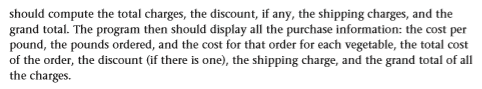 should compute the total charges, the discount, if any, the shipping charges, and the
grand total. The program then should display all the purchase information: the cost per
pound, the pounds ordered, and the cost for that order for each vegetable, the total cost
of the order, the discount (if there is one), the shipping charge, and the grand total of all
the charges.